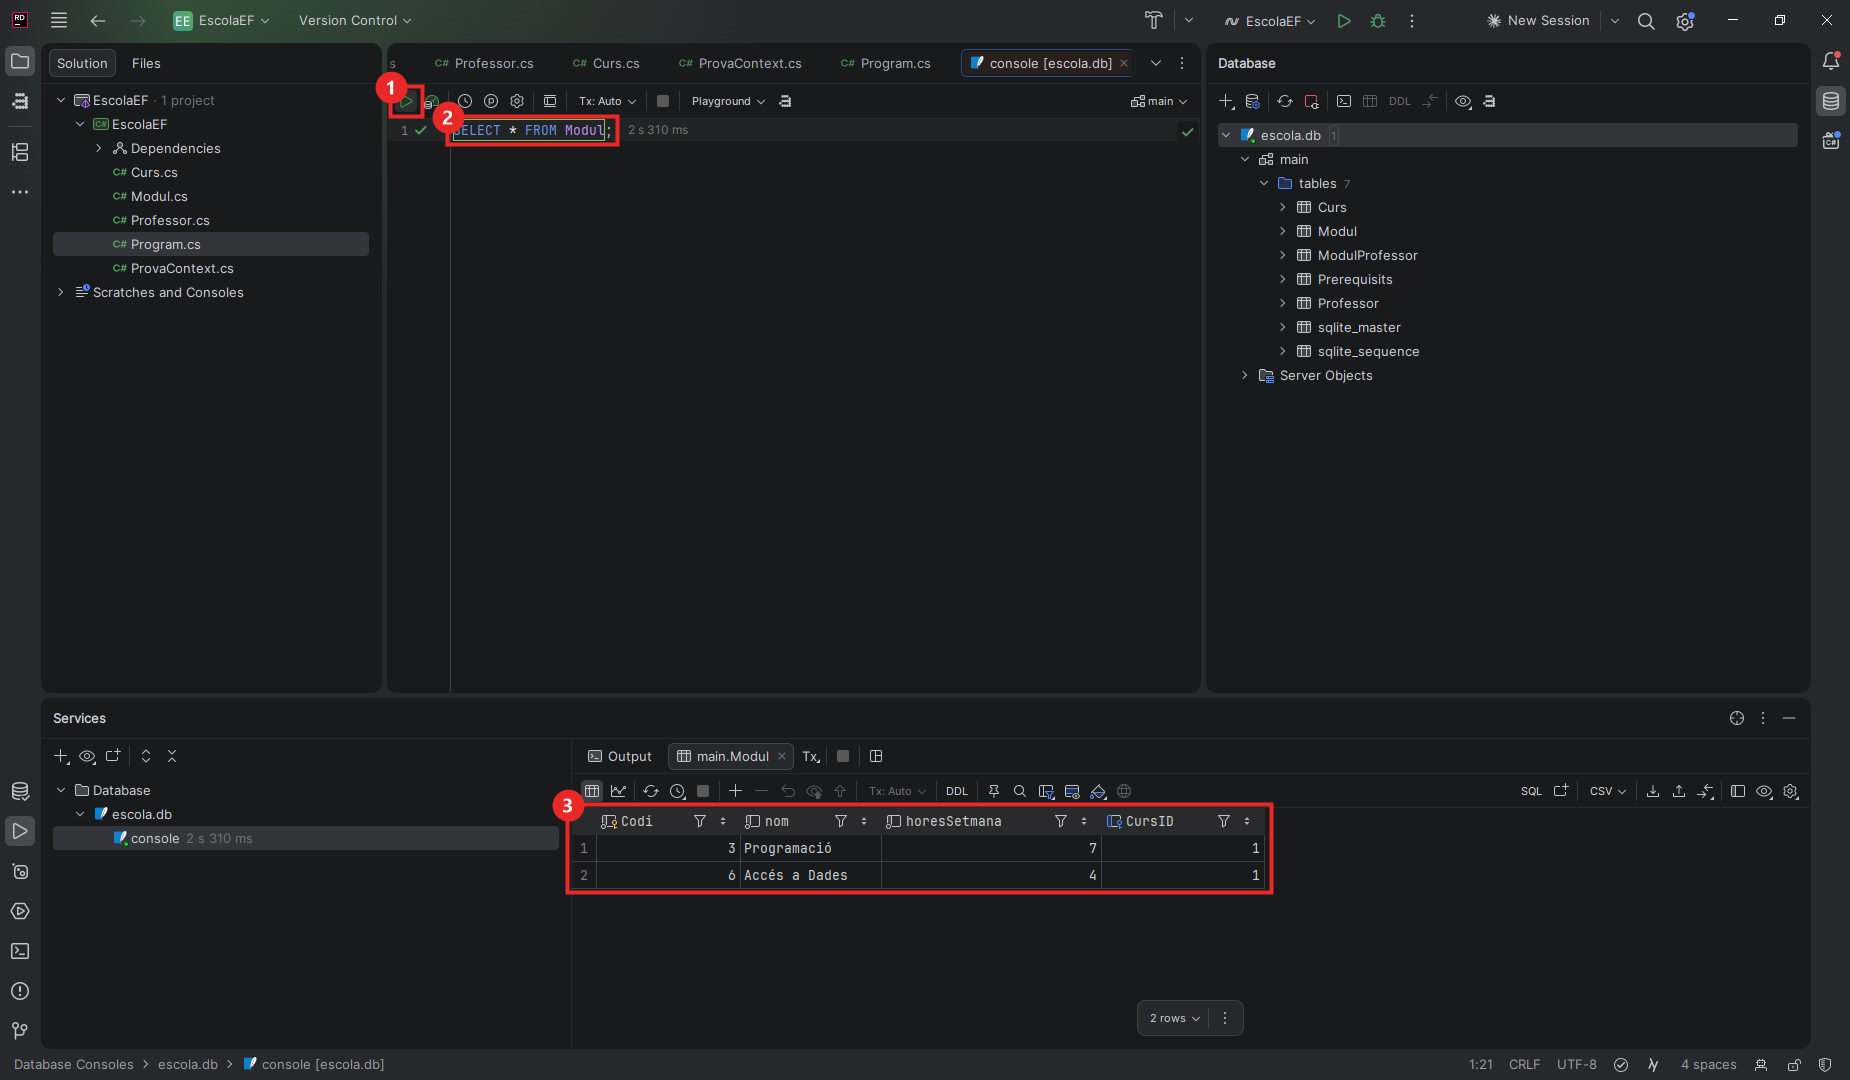 RD
EE EscolaEF
Version Control
EscolaEF
New Session
Solution
Files
EscolaEF · 1 project
C# EscolaEF
Dependencies
C# Curs.cs
C# Modul.cs
C# Professor.cs
C# Program.cs
C# ProvaContext.cs
Scratches and Consoles
s
C# Professor.cs
C# Curs.cs
C# ProvaContext.cs
C# Program.cs
console [escola.db]
1
Tx: Auto
Playground
main
2
1
SELECT * FROM Modul;
2 s 310 ms
Database
DDL
escola.db 1
main
tables 7
Curs
Modul
ModulProfessor
Prerequisits
Professor
sqlite_master
sqlite_sequence
Server Objects
Services
Database
escola.db
console 2 s 310 ms
Output
main.Modul
Tx
Tx: Auto
DDL
SQL
CSV
3
Codi nom horesSetmana CursID
1 3 Programació 7 1
2 6 Accés a Dades 4 1
2 rows
Database Consoles > escola.db > console [escola.db]
1:21
CRLF
UTF-8
4 spaces